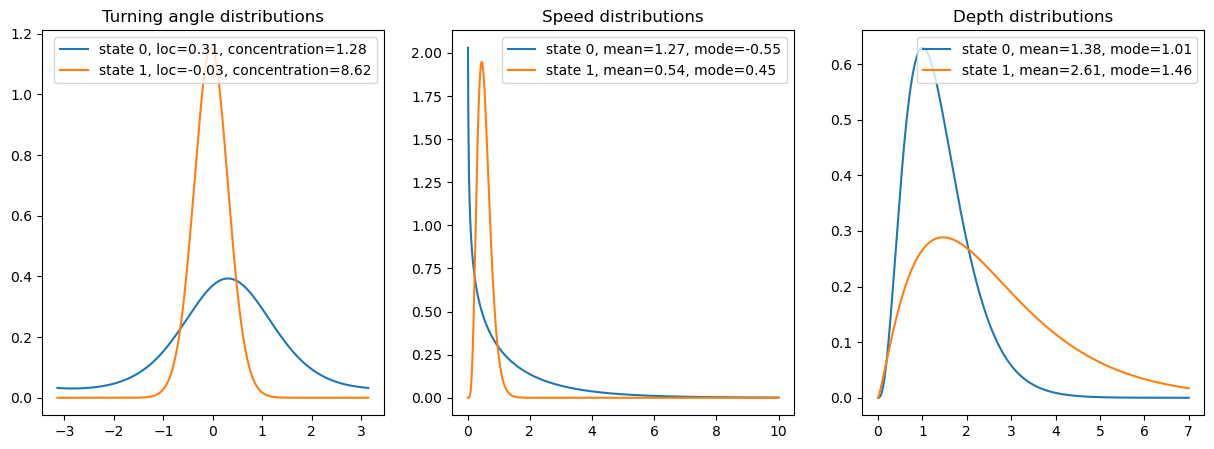 Turning angle distributions
state 0, loc=0.31, concentration=1.28
state 1, loc=-0.03, concentration=8.62
1.2
1.0
0.8
0.6
0.4
0.2
0.0
−3 −2 −1 0 1 2 3
Speed distributions
state 0, mean=1.27, mode=-0.55
state 1, mean=0.54, mode=0.45
2.00
1.75
1.50
1.25
1.00
0.75
0.50
0.25
0.00
0 2 4 6 8 10
Depth distributions
state 0, mean=1.38, mode=1.01
state 1, mean=2.61, mode=1.46
0.6
0.5
0.4
0.3
0.2
0.1
0.0
0 1 2 3 4 5 6 7